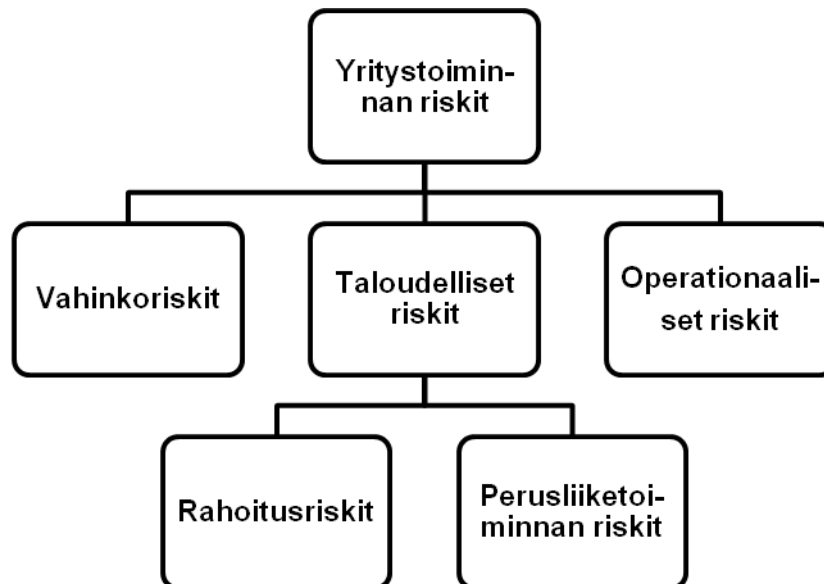 Yritystoimin-
nan riskit
Vahinkoriskit
Taloudelliset
riskit
Operationaali-
set riskit
Rahoitusriskit
Perusliiketoi-
minnan riskit